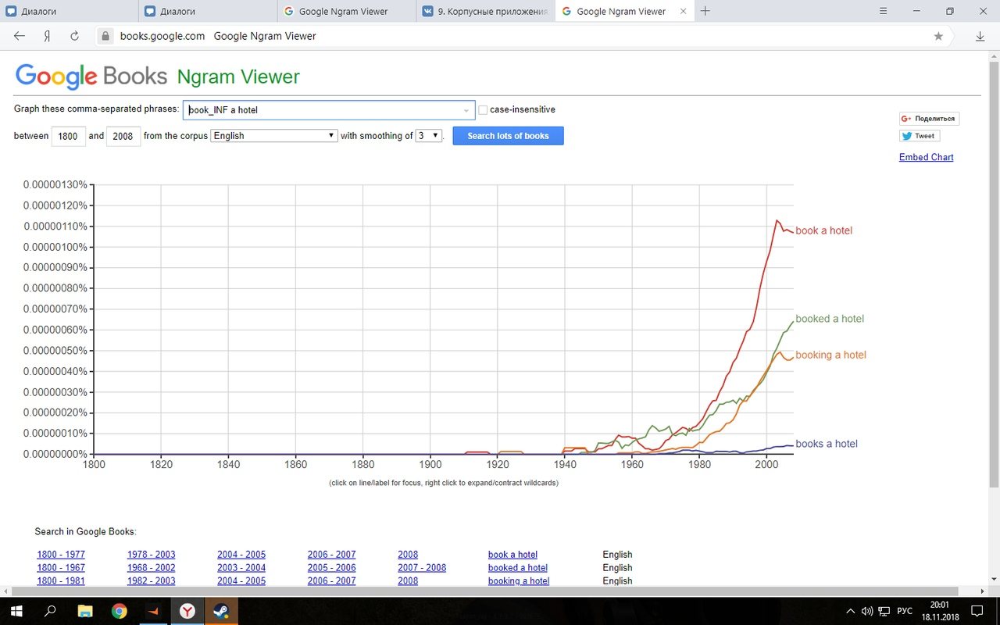 Диалоги Диалоги Google Ngram Viewer 9. Корпусные приложения Google Ngram Viewer
books.google.com Google Ngram Viewer
Google Books Ngram Viewer
Graph these comma-separated phrases: book_INF a hotel case-insensitive
Поделиться
between 1800 and 2008 from the corpus English with smoothing of 3 . Search lots of books
Tweet
Embed Chart
0.00000130%
0.00000120%
0.00000110%
book a hotel
0.00000100%
0.00000090%
0.00000080%
0.00000070%
booked a hotel
0.00000060%
0.00000050%
booking a hotel
0.00000040%
0.00000030%
0.00000020%
0.00000010%
books a hotel
0.00000000%
1800 1820 1840 1860 1880 1900 1920 1940 1960 1980 2000
(click on line/label for focus, right click to expand/contract wildcards)
Search in Google Books:
1800 - 1977 1978 - 2003 2004 - 2005 2006 - 2007 2008 book a hotel English
1800 - 1967 1968 - 2002 2003 - 2004 2005 - 2006 2007 - 2008 booked a hotel English
1800 - 1981 1982 - 2003 2004 - 2005 2006 - 2007 2008 booking a hotel English
РУС 20:01
18.11.2018